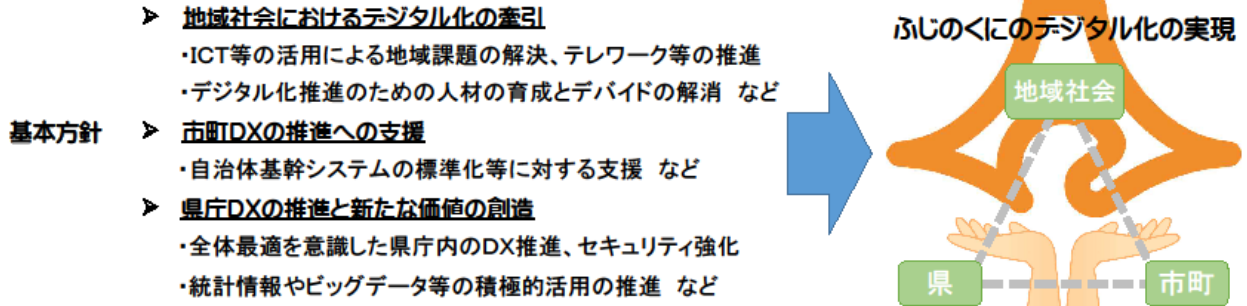 ➢ 地域社会におけるデジタル化の牽引
・ICT等の活用による地域課題の解決、テレワーク等の推進
・デジタル化推進のための人材の育成とデバイドの解消 など
基本方針 ➢ 市町DXの推進への支援
・自治体基幹システムの標準化等に対する支援 など
➢ 県庁DXの推進と新たな価値の創造
・全体最適を意識した県庁内のDX推進、セキュリティ強化
・統計情報やビッグデータ等の積極的活用の推進 など
ふじのくにのデジタル化の実現
地域社会
県
市町